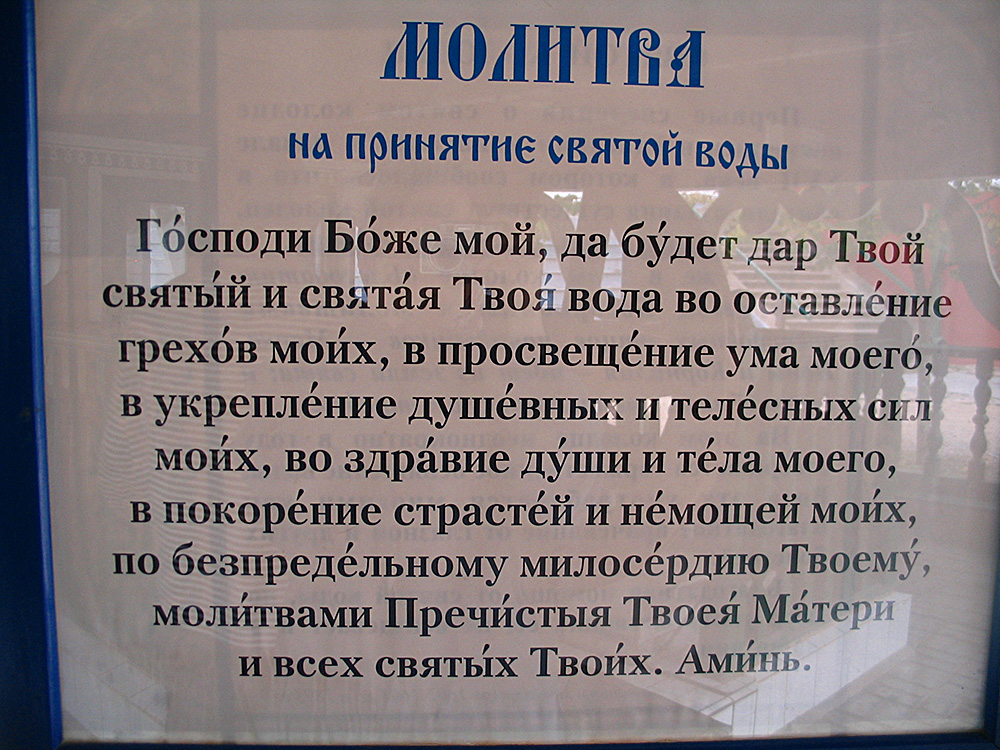 МОЛИТВА
на принятие святой воды
Го́споди Бо́же мой, да бу́дет дар Твой
святы́й и свята́я Твоя́ вода во оставле́ние
грехо́в мои́х, в просвеще́ние ума моего́,
в укрепле́ние душе́вных и теле́сных сил
мои́х, во здра́вие ду́ши и те́ла моего,
в покоре́ние страсте́й и не́мощей мои́х,
по безпреде́льному милосе́рдию Твоему́,
моли́твами Пречи́стыя Твоея́ Ма́тери
и всех святы́х Твои́х. Ами́нь.